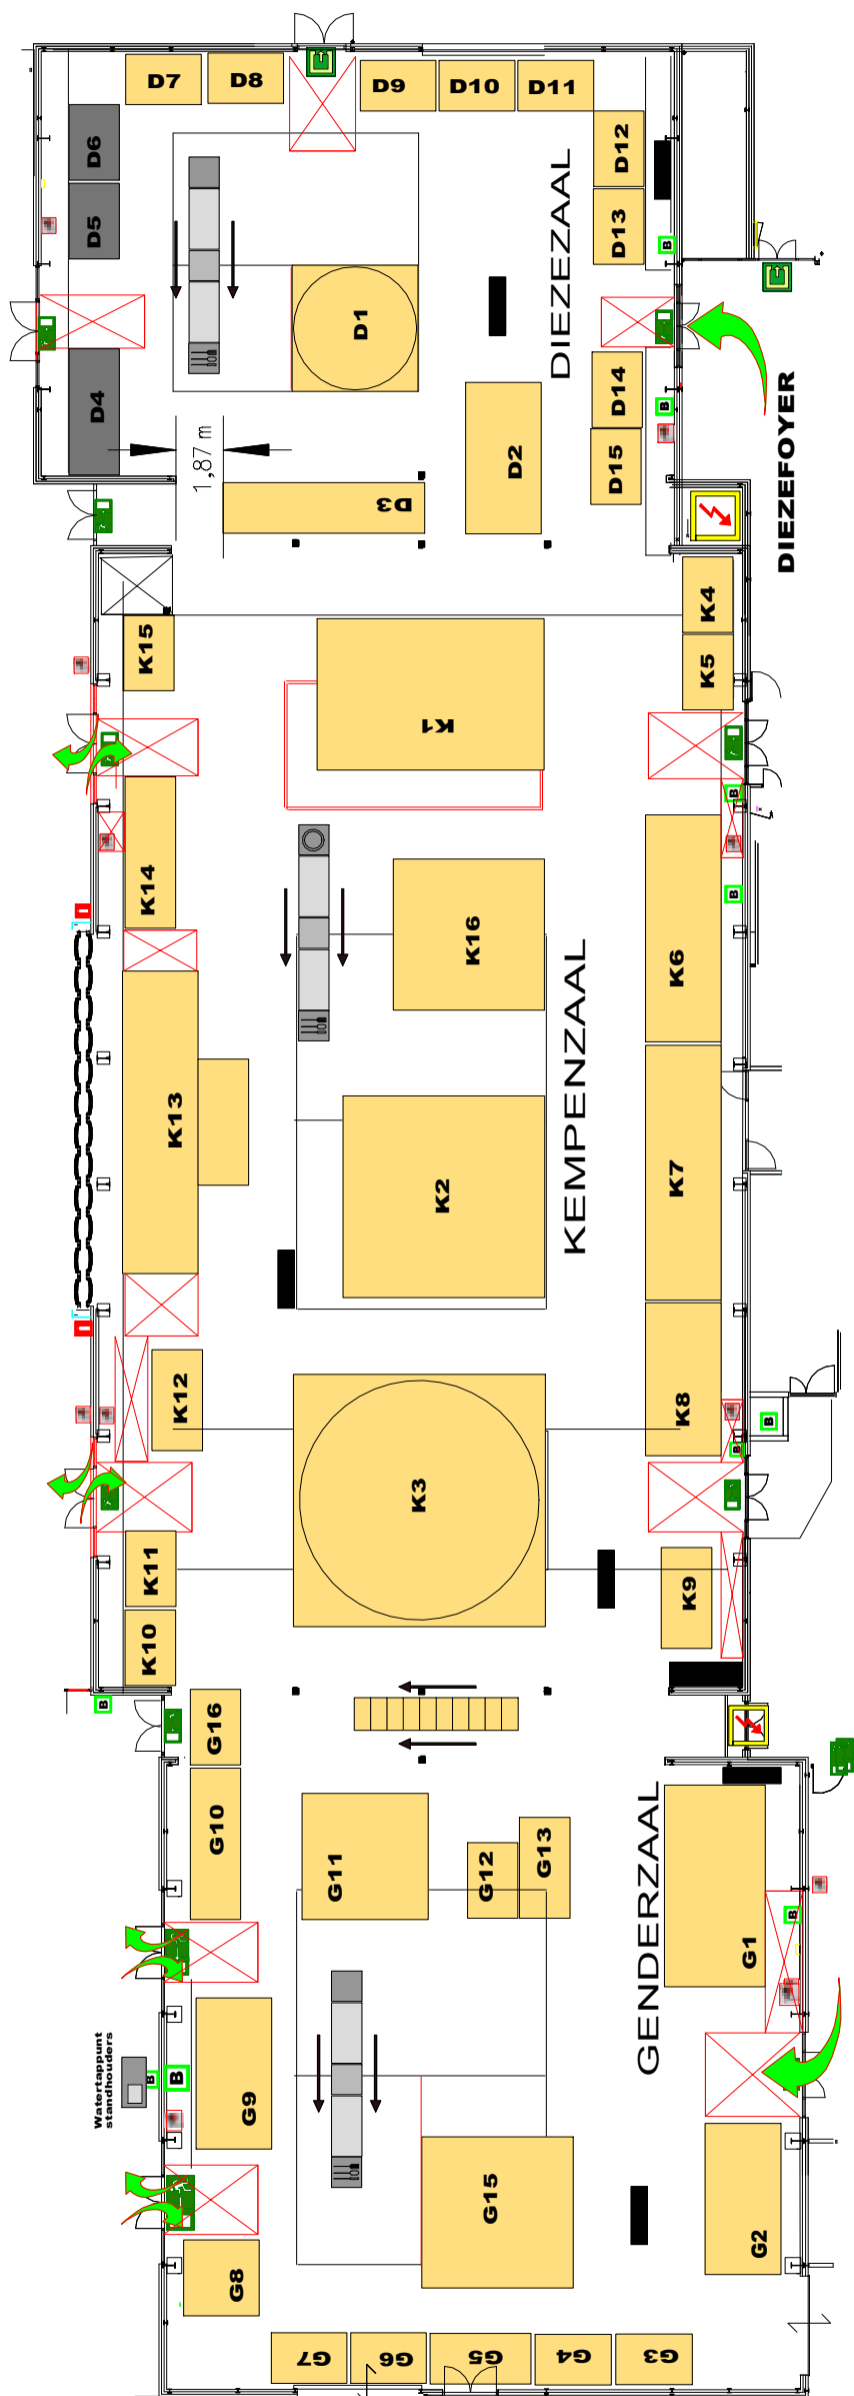 D7
D8
D9
D10
D11
D6
D5
D12
D13
DIEZEZAAL
B
D1
D4
D14
B
D15
D2
1,87 m
D3
DIEZEFOYER
K15
K4
K5
K1
B
K14
B
K16
K6
KEMPENZAAL
K13
K2
K7
K12
K8
B
B
K3
K11
K10
K9
B
G16
G10
GENDERZAAL
G11
G12
G13
G1
B
Watertappunt
standhouders
B
B
G9
G15
G2
G8
G7
G6
G5
G4
G3